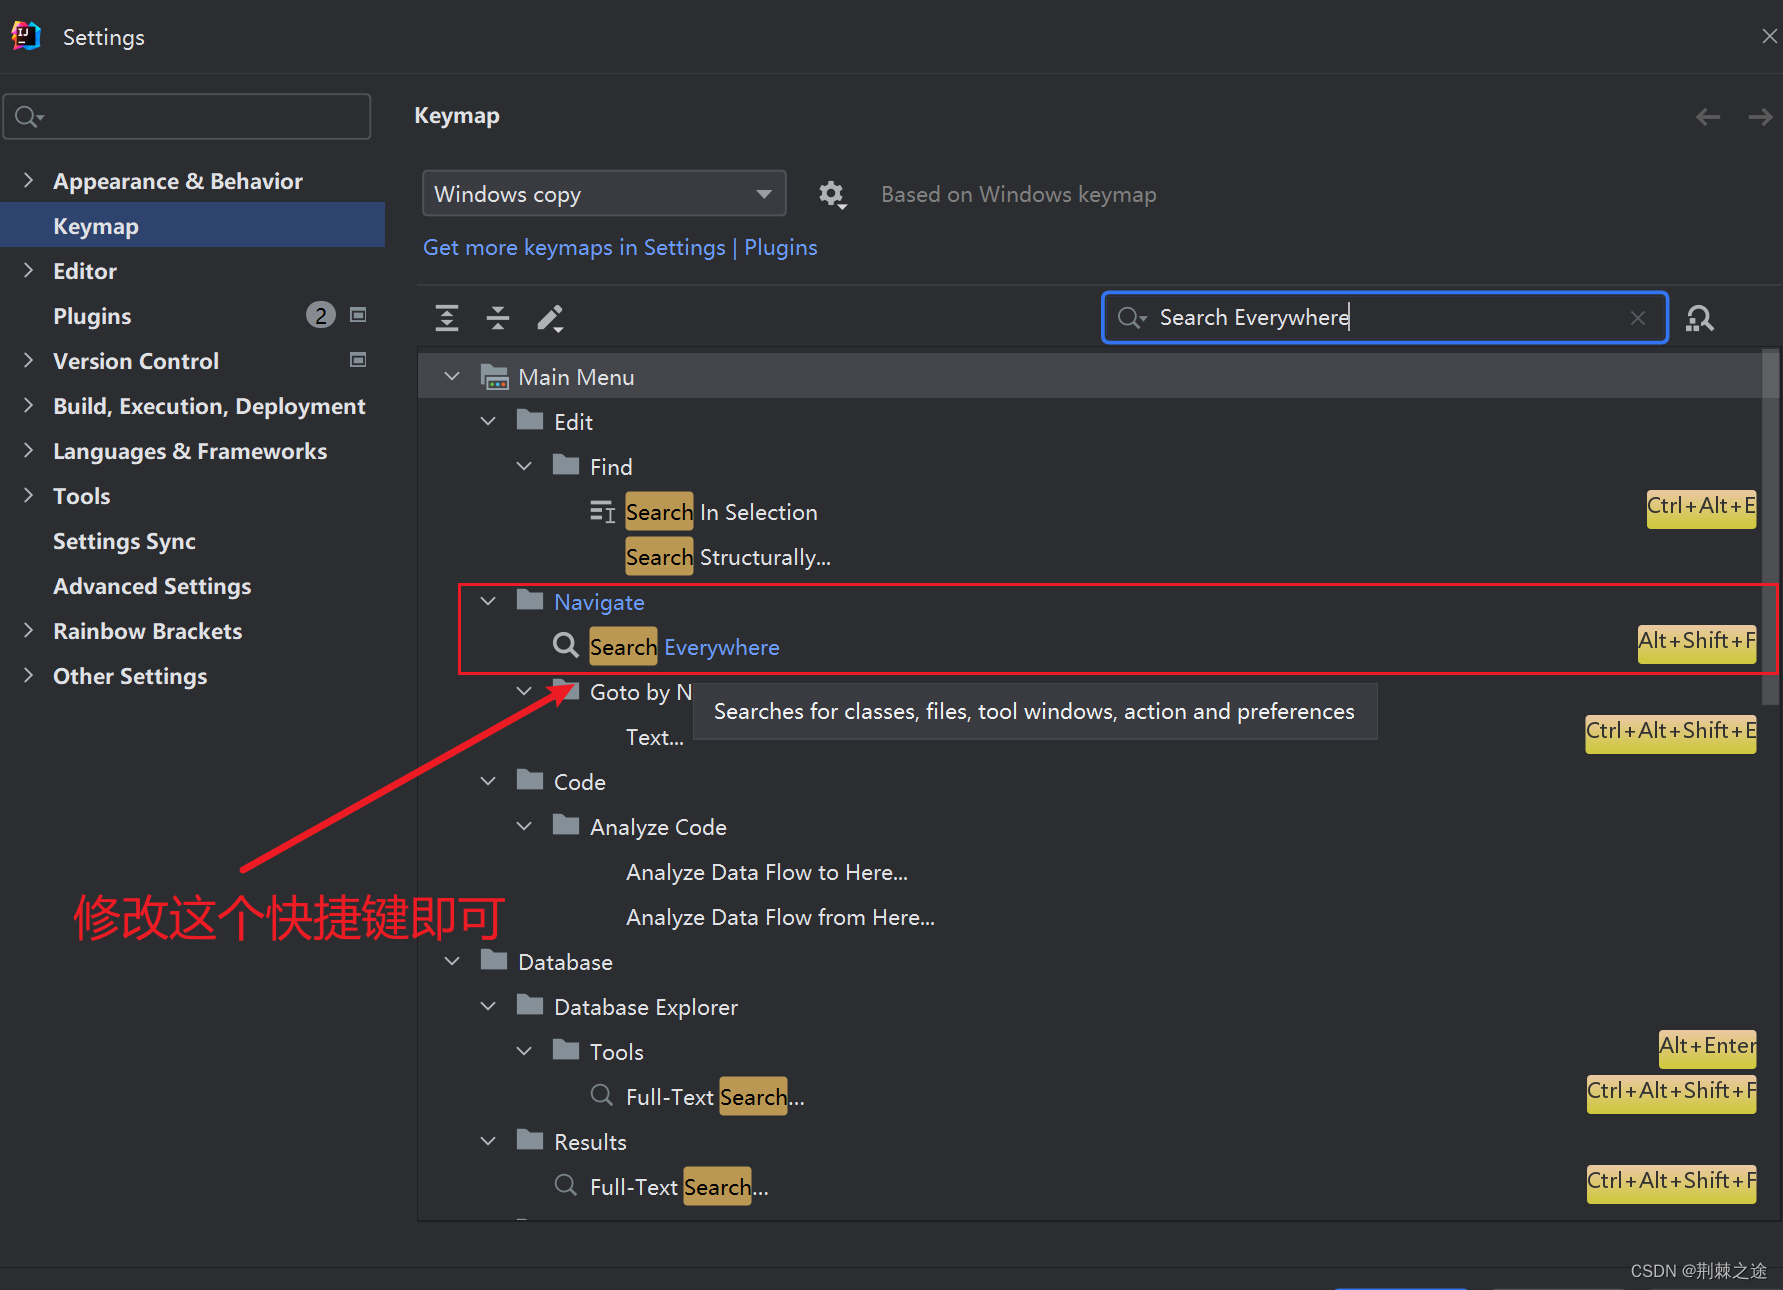 Settings
Keymap
Appearance & Behavior
Keymap
Editor
Plugins 2
Version Control
Build, Execution, Deployment
Languages & Frameworks
Tools
Settings Sync
Advanced Settings
Rainbow Brackets
Other Settings
Windows copy
Based on Windows keymap
Get more keymaps in Settings | Plugins
Search Everywhere
Main Menu
Edit
Find
Search In Selection Ctrl+Alt+E
Search Structurally...
Navigate
Search Everywhere Alt+Shift+F
Goto by N
Searches for classes, files, tool windows, action and preferences
Text... Ctrl+Alt+Shift+E
Code
Analyze Code
Analyze Data Flow to Here...
Analyze Data Flow from Here...
修改这个快捷键即可
Database
Database Explorer
Tools Alt+Enter
Full-Text Search... Ctrl+Alt+Shift+F
Results
Full-Text Search... Ctrl+Alt+Shift+F
CSDN @荆棘之途